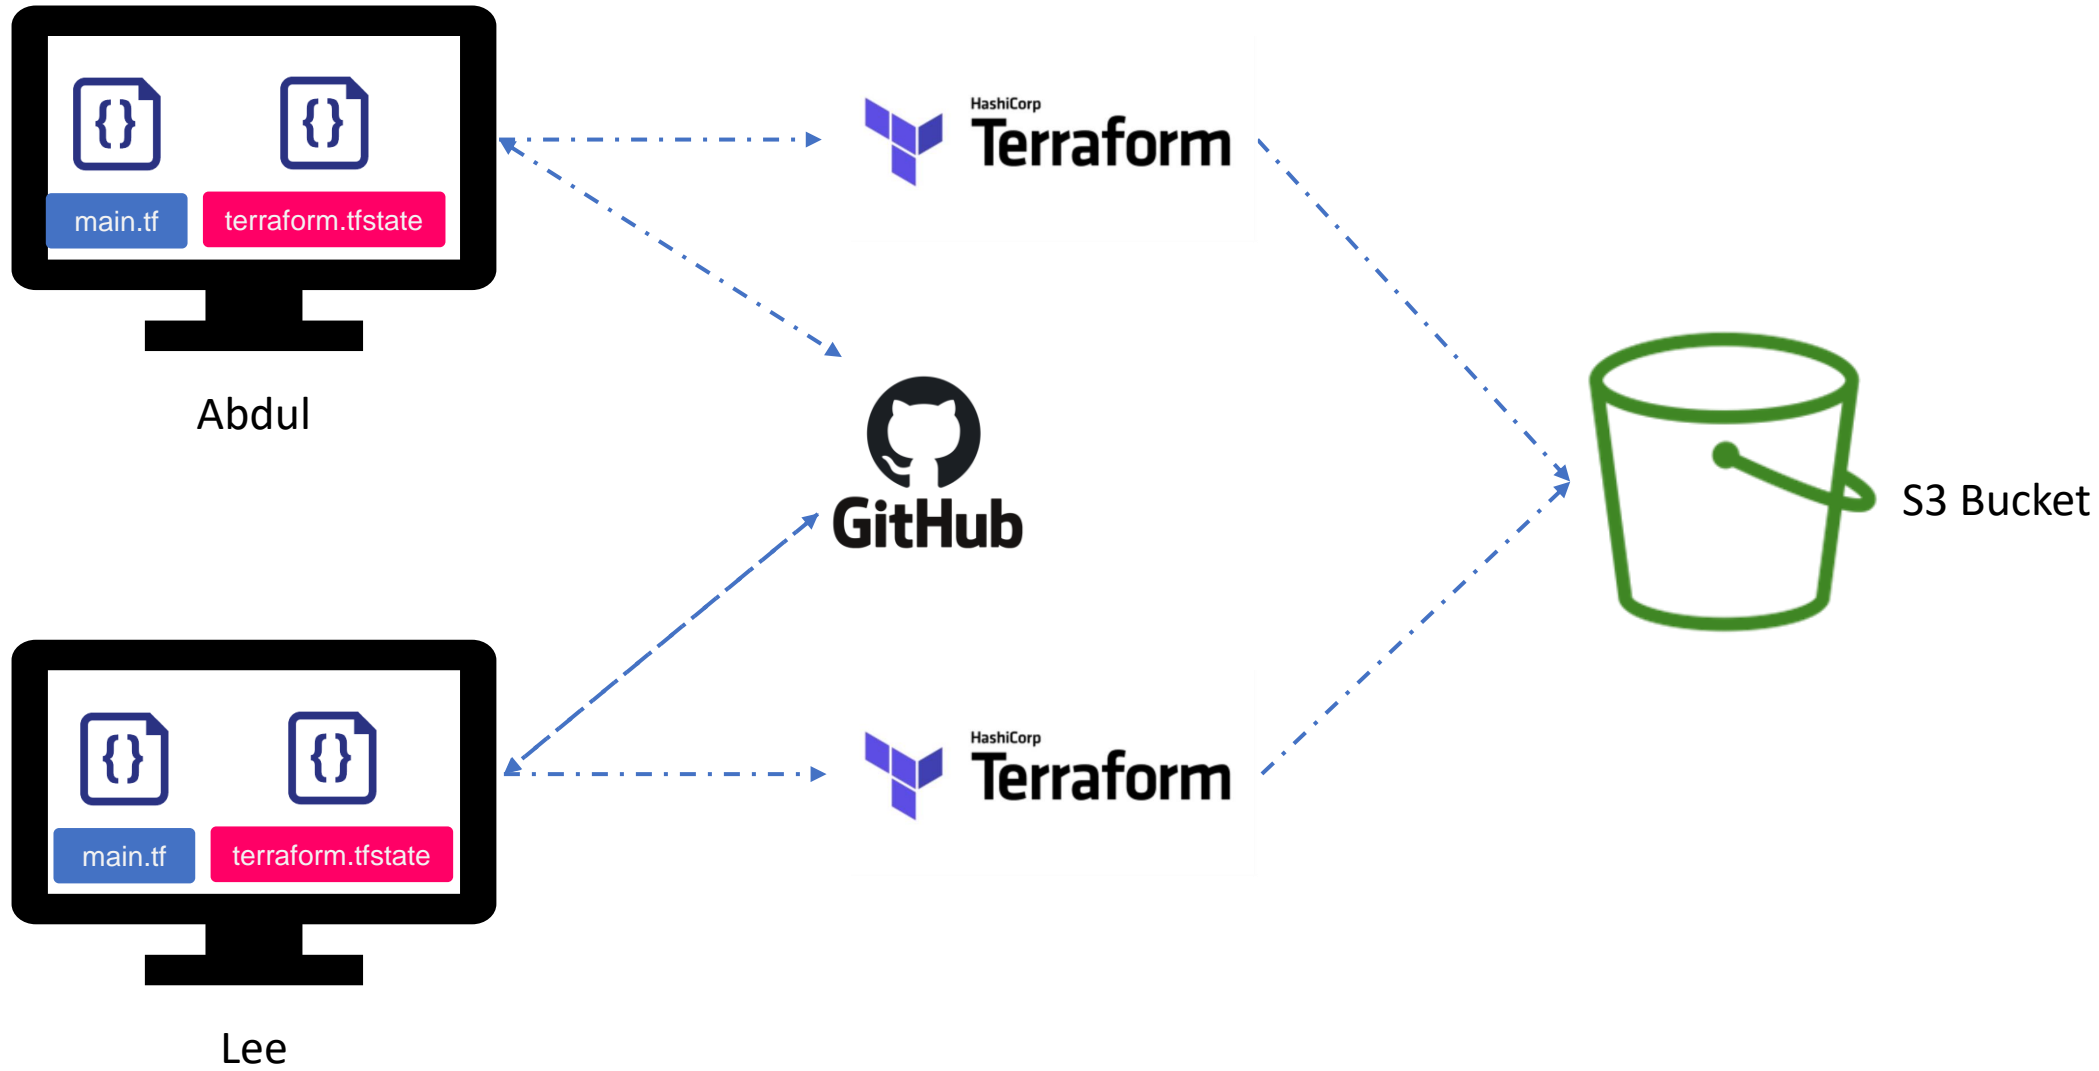 main.tf
terraform.tfstate
Abdul
HashiCorp
Terraform
GitHub
S3 Bucket
main.tf
terraform.tfstate
Lee
HashiCorp
Terraform